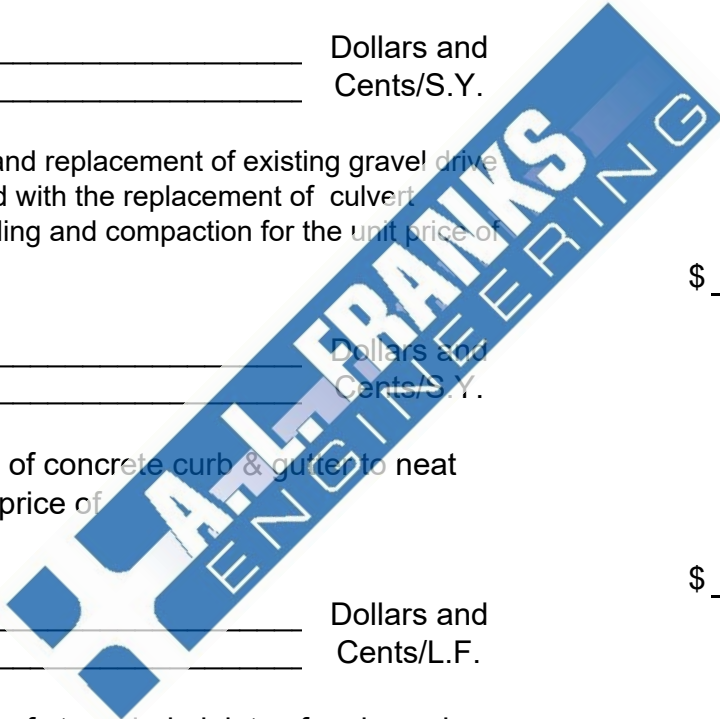 Dollars and
Cents/S.Y.
and replacement of existing gravel drive
d with the replacement of culvert
ling and compaction for the unit price of
$
Dollars and
Cents/S.Y.
of concrete curb & gutter to neat
price of
$
Dollars and
Cents/L.F.
A.L. FRANKS
ENGINEERING